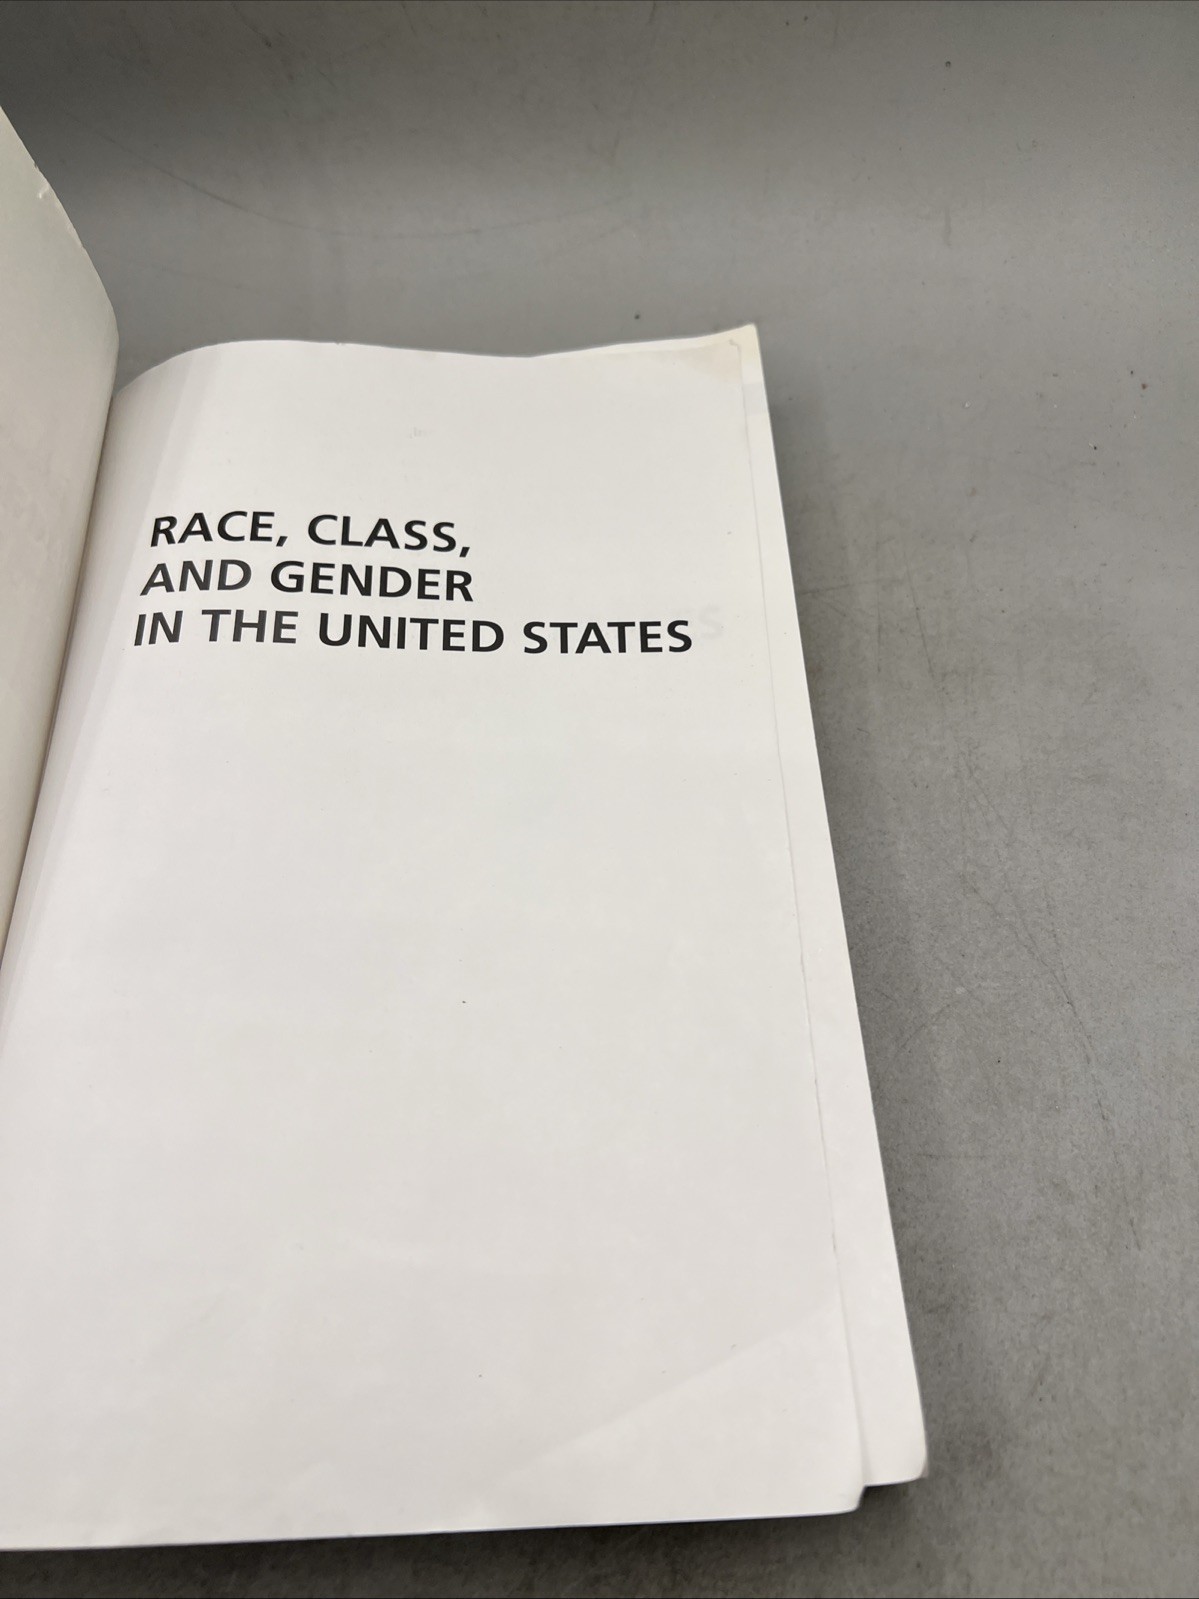 RACE, CLASS,
AND GENDER
IN THE UNITED STATES